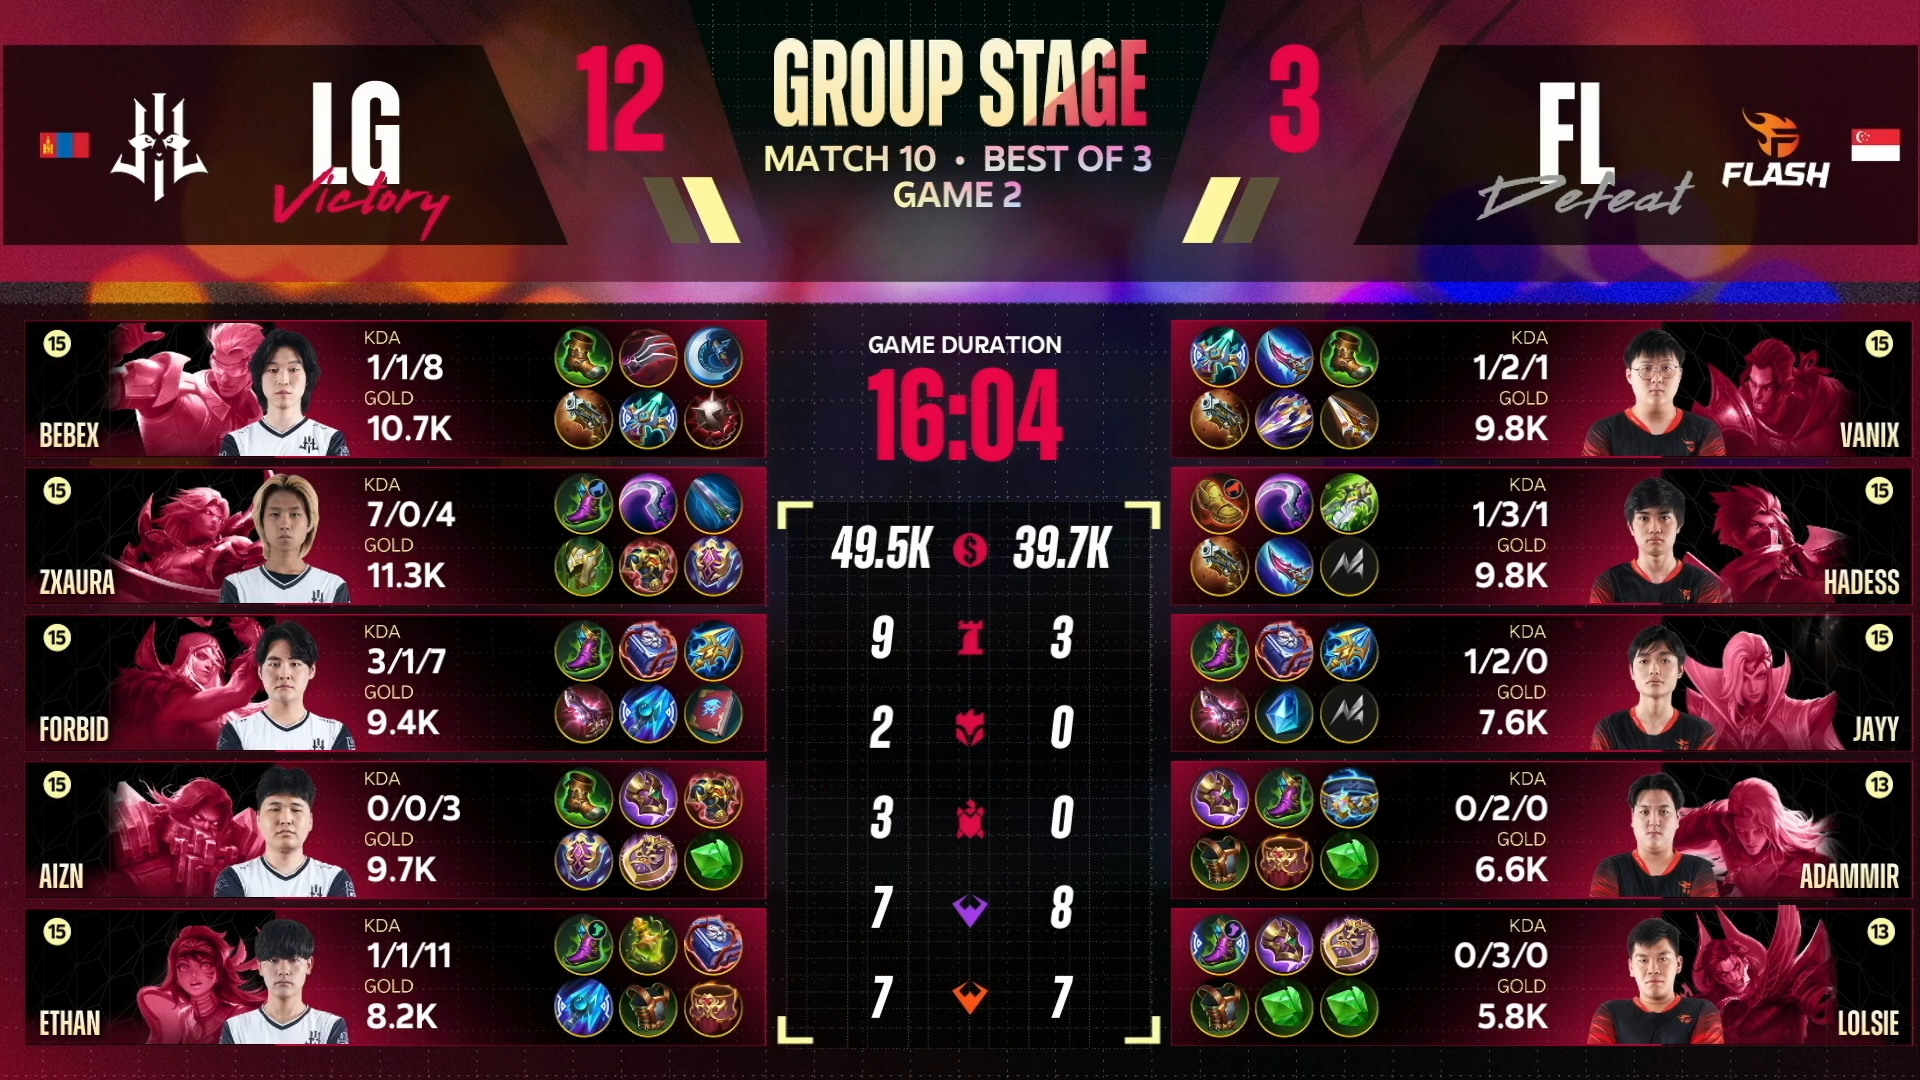 LG
Victory
12
GROUP STAGE
MATCH 10 • BEST OF 3
GAME 2
3
FL
Defeat
FLASH
15
BEBEX
KDA
1/1/8
GOLD
10.7K
15
ZXAURA
KDA
7/0/4
GOLD
11.3K
15
FORBID
KDA
3/1/7
GOLD
9.4K
15
AIZN
KDA
0/0/3
GOLD
9.7K
15
ETHAN
KDA
1/1/11
GOLD
8.2K
GAME DURATION
16:04
49.5K 39.7K
9 3
2 0
3 0
7 8
7 7
KDA
1/2/1
GOLD
9.8K
15
VANIX
KDA
1/3/1
GOLD
9.8K
15
HADESS
KDA
1/2/0
GOLD
7.6K
15
JAYY
KDA
0/2/0
GOLD
6.6K
13
ADAMMIR
KDA
0/3/0
GOLD
5.8K
13
LOLSIE